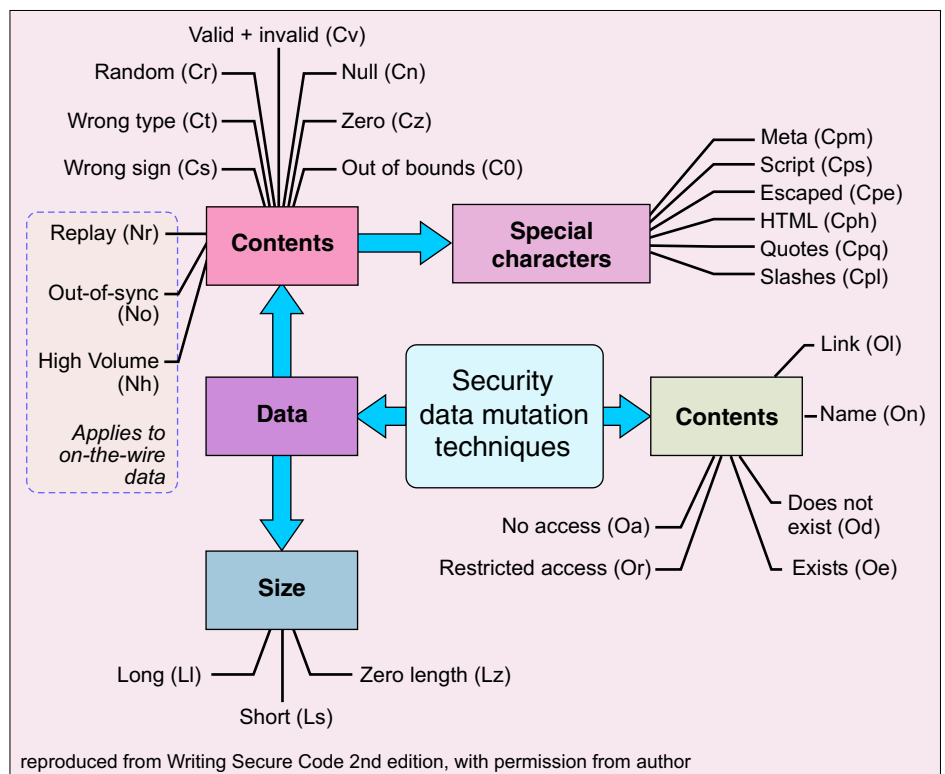 Valid + invalid (Cv)
Random (Cr)
Null (Cn)
Wrong type (Ct)
Zero (Cz)
Wrong sign (Cs)
Out of bounds (C0)
Meta (Cpm)
Script (Cps)
Escaped (Cpe)
HTML (Cph)
Quotes (Cpq)
Slashes (Cpl)
Replay (Nr)
Contents
Special
characters
Out-of-sync
(No)
High Volume
(Nh)
Applies to
on-the-wire
data
Data
Security
data mutation
techniques
Contents
Link (Ol)
Name (On)
No access (Oa)
Does not
exist (Od)
Restricted access (Or)
Exists (Oe)
Size
Long (Ll)
Zero length (Lz)
Short (Ls)
reproduced from Writing Secure Code 2nd edition, with permission from author